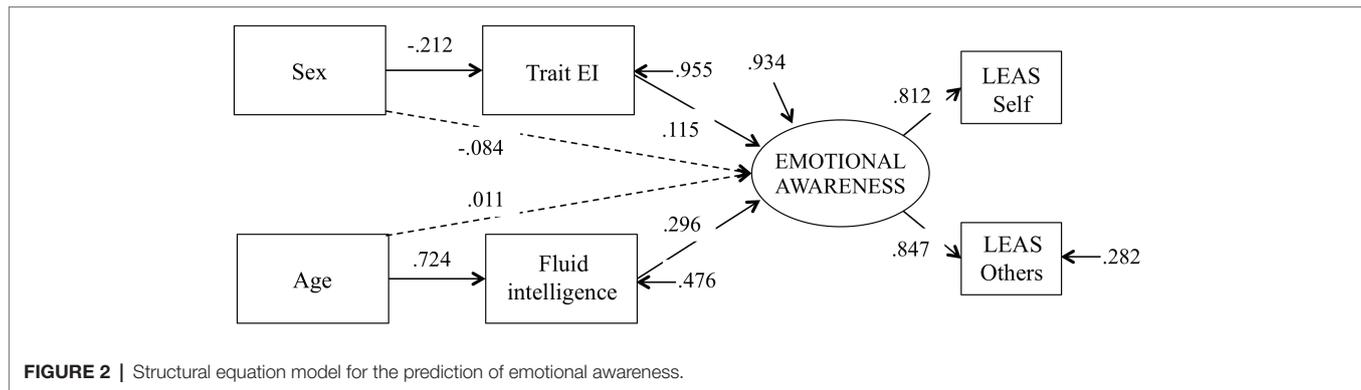 Sex
-.212
Trait EI
.955
.934
.115
-.084
EMOTIONAL
AWARENESS
.812
LEAS
Self
.011
Age
.724
Fluid
intelligence
.296
.476
.847
LEAS
Others
.282
FIGURE 2 | Structural equation model for the prediction of emotional awareness.